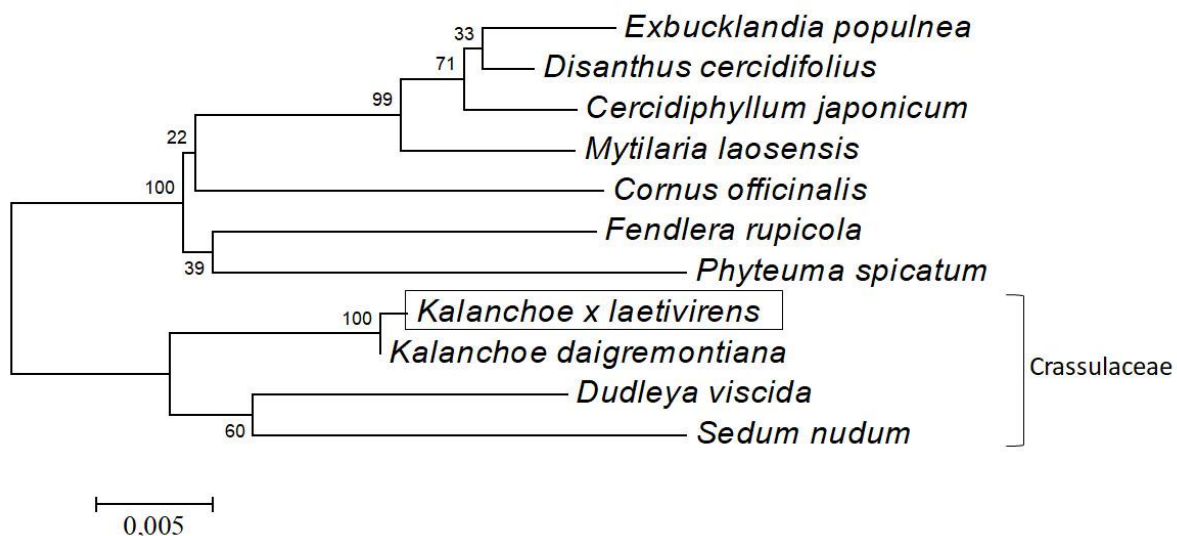 33
Exbucklandia populnea
Disanthus cercidifolius
71
Cercidiphyllum japonicum
99
Mytilaria laosensis
22
Cornus officinalis
100
Fendlera rupicola
39
Phyteuma spicatum
100
Kalanchoe x laetivirens
Kalanchoe daigremontiana
Crassulaceae
Dudleya viscida
60
Sedum nudum
0,005